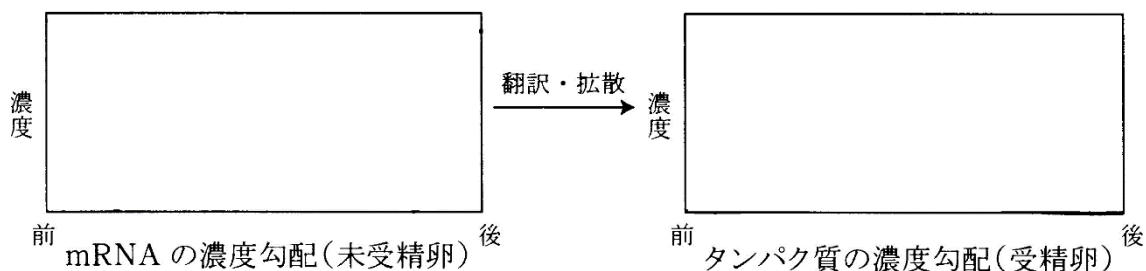 濃度
翻訳・拡散
濃度
前
後
mRNA の濃度勾配(未受精卵)
前
後
タンパク質の濃度勾配(受精卵)